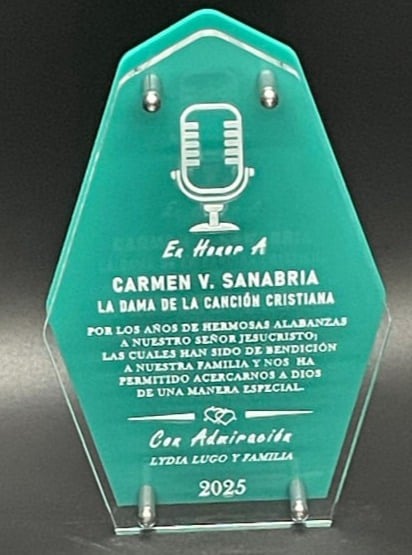 En Honor A
CARMEN V. SANABRIA
LA DAMA DE LA CANCIÓN CRISTIANA
POR LOS AÑOS DE HERMOSAS ALABANZAS
A NUESTRO SEÑOR JESUCRISTO;
LAS CUALES HAN SIDO DE BENDICIÓN
A NUESTRA FAMILIA Y NOS HA
PERMITIDO ACERCARNOS A DIOS
DE UNA MANERA ESPECIAL.
Con Admiración
LYDIA LUGO Y FAMILIA
2025